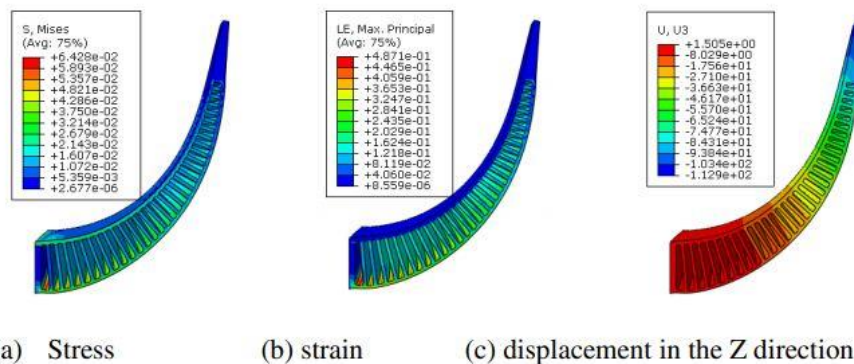 S, Mises
(Avg: 75%)
+6.428e-02
+5.893e-02
+5.357e-02
+4.821e-02
+4.286e-02
+3.750e-02
+3.214e-02
+2.679e-02
+2.143e-02
+1.607e-02
+1.072e-02
+5.359e-03
+2.677e-06
LE, Max. Principal
(Avg: 75%)
+4.871e-01
+4.465e-01
+4.059e-01
+3.653e-01
+3.247e-01
+2.841e-01
+2.435e-01
+2.029e-01
+1.624e-01
+1.218e-01
+8.119e-02
+4.060e-02
+8.559e-06
U, U3
+1.505e+00
-8.029e+00
-1.756e+01
-2.710e+01
-3.663e+01
-4.617e+01
-5.570e+01
-6.524e+01
-7.477e+01
-8.431e+01
-9.384e+01
-1.034e+02
-1.129e+02
a) Stress (b) strain (c) displacement in the Z direction